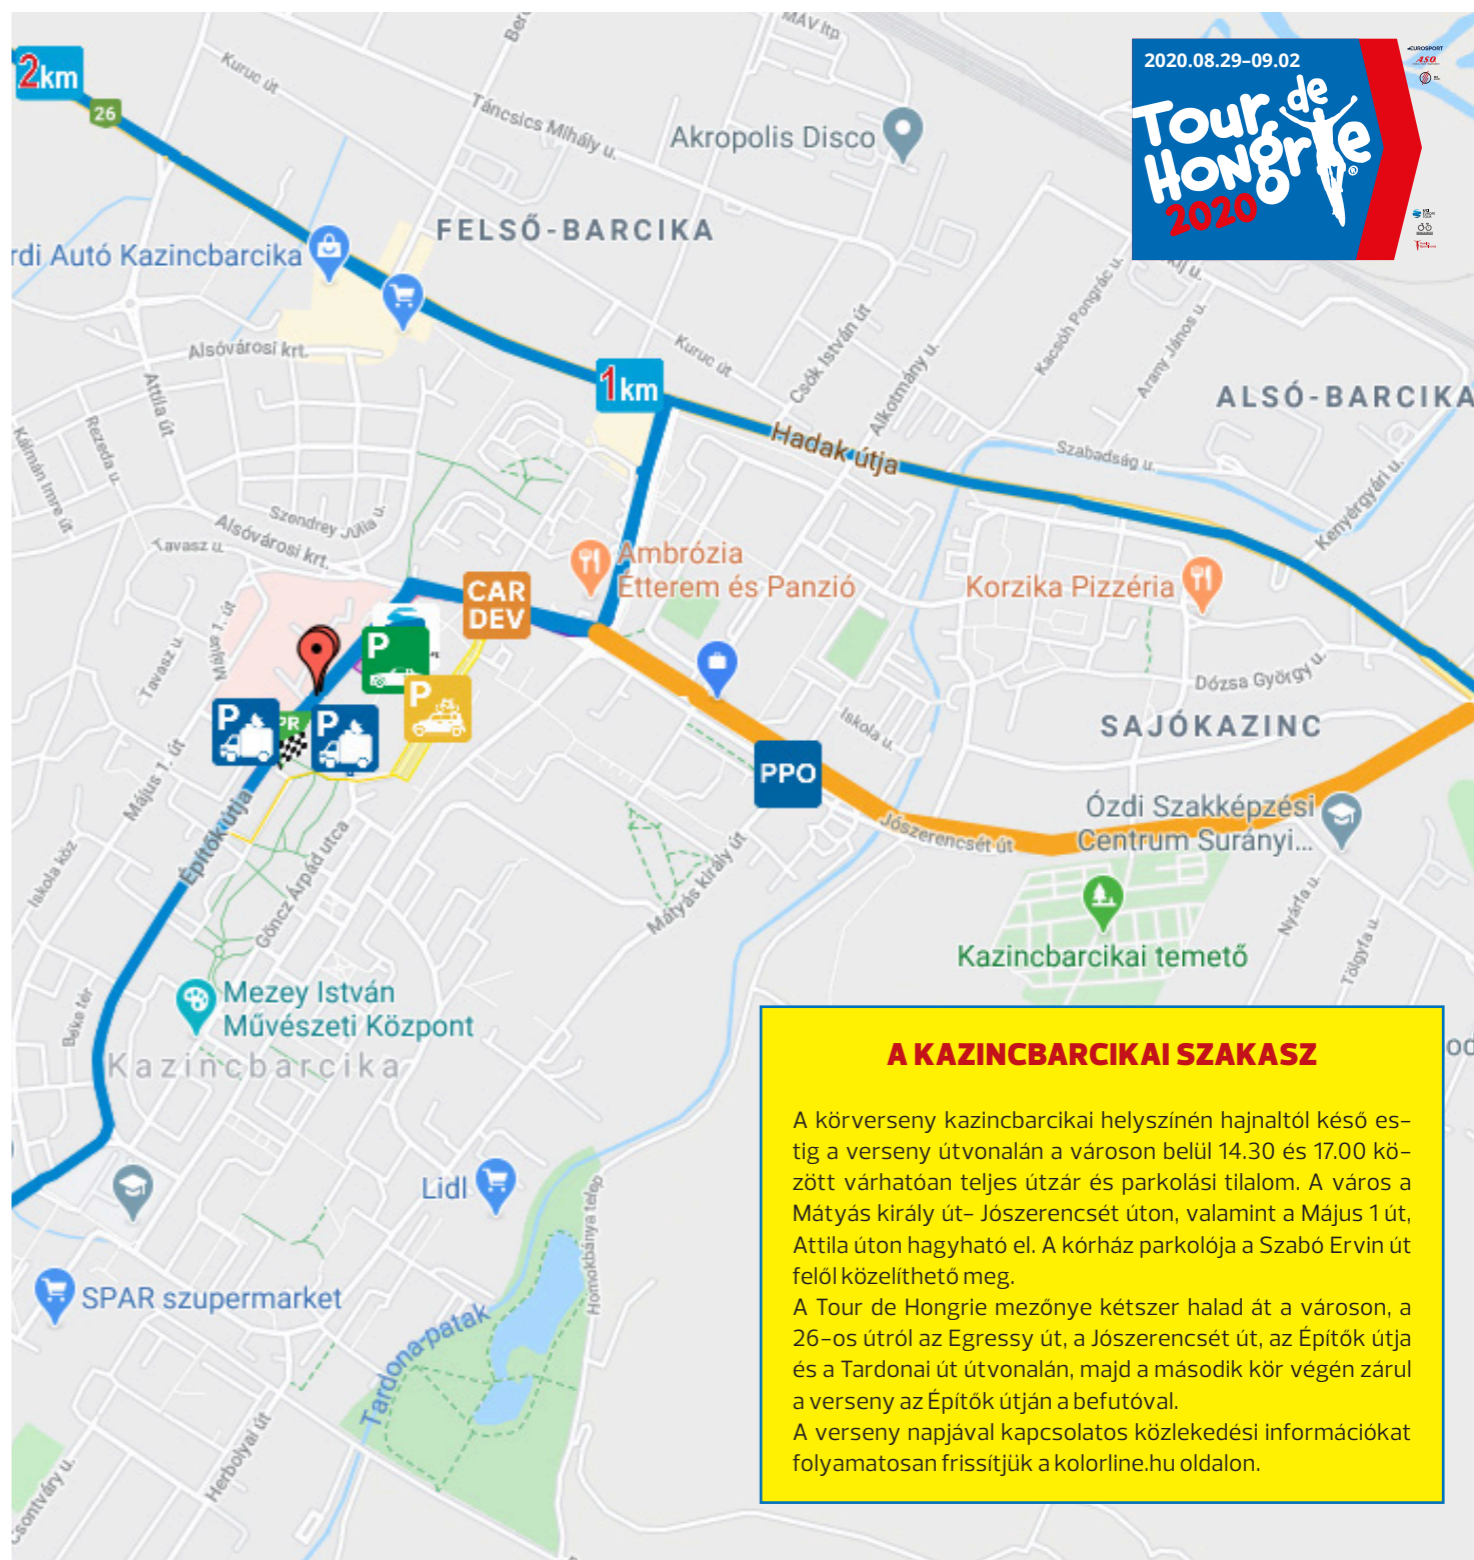 MÁV ltp
2km
26
Kuruc út
Táncsics Mihály u.
Akropolis Disco
2020.08.29–09.02
Tour de
Hongrie
2020
EUROSPORT
A.S.O.
FELSŐ-BARCIKA
rdi Autó Kazincbarcika
Alsóvárosi krt.
Attila út
Rezeda u.
Kálmán Imre út
1km
Kuruc út
Csók István út
Alkotmány u.
Kacsóh Pongrác u.
Arany János u.
ALSÓ-BARCIKA
Hadak útja
Szabadság u.
Kenyérgyári u.
Szendrey Júlia u.
Alsóvárosi krt.
Tavasz u.
Május 1. út
Tavasz u.
CAR
DEV
Ambrózia
Étterem és Panzió
Korzika Pizzéria
Dózsa György u.
SAJÓKAZINC
Iskola u.
P
P
P
PR
P
PPO
Május 1. út
Építők útja
Iskola köz
Göncz Árpád utca
Mátyás király út
Jószerencsét út
Ózdi Szakképzési
Centrum Surányi...
Nyárfa u.
Tölgyfa u.
Kazincbarcikai temető
Mezey István
Művészeti Központ
Béke tér
Kazincbarcika
Lidl
SPAR szupermarket
Tardona-patak
Homokbánya telep
Herbolyai út
Csontváry u.
A KAZINCBARCIKAI SZAKASZ
A körverseny kazincbarcikai helyszínén hajnaltól késő es-
tig a verseny útvonalán a városon belül 14.30 és 17.00 kö-
zött várhatóan teljes útzár és parkolási tilalom. A város a
Mátyás király út– Jószerencsét úton, valamint a Május 1 út,
Attila úton hagyható el. A kórház parkolója a Szabó Ervin út
felől közelíthető meg.
A Tour de Hongrie mezőnye kétszer halad át a városon, a
26-os útról az Egressy út, a Jószerencsét út, az Építők útja
és a Tardonai út útvonalán, majd a második kör végén zárul
a verseny az Építők útján a befutóval.
A verseny napjával kapcsolatos közlekedési információkat
folyamatosan frissítjük a kolorline.hu oldalon.